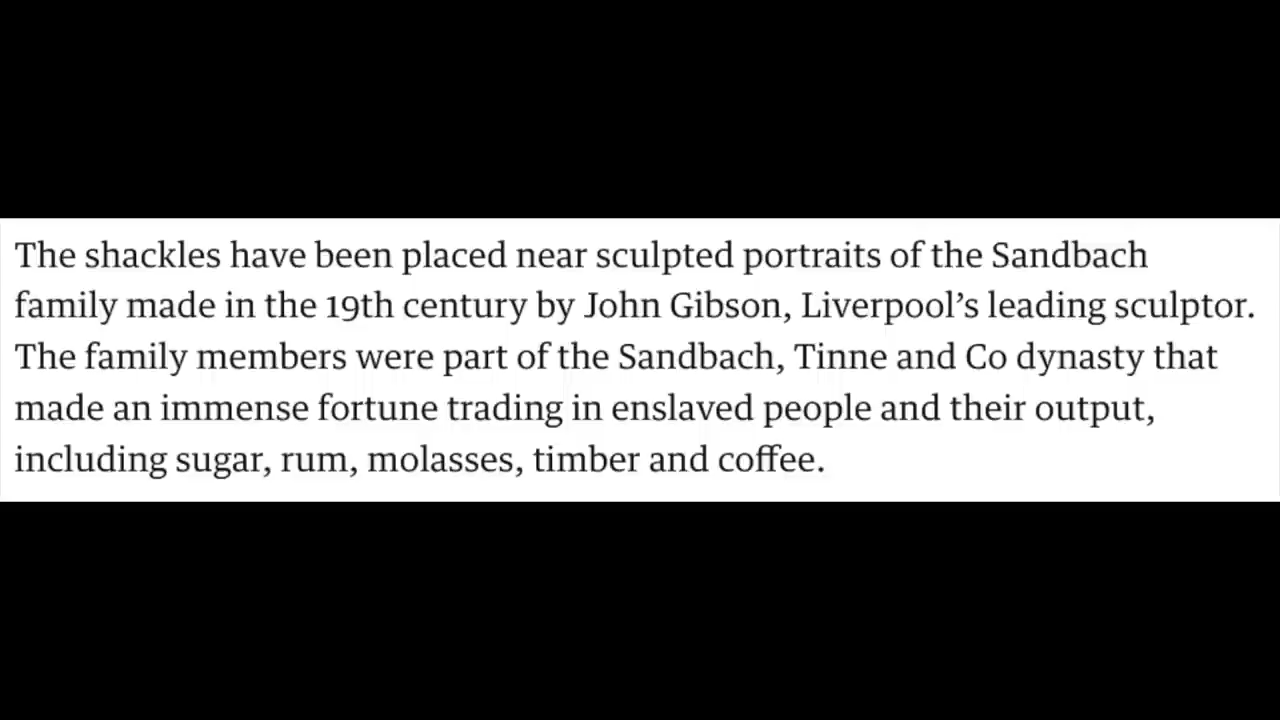 The shackles have been placed near sculpted portraits of the Sandbach
family made in the 19th century by John Gibson, Liverpool’s leading sculptor.
The family members were part of the Sandbach, Tinne and Co dynasty that
made an immense fortune trading in enslaved people and their output,
including sugar, rum, molasses, timber and coffee.